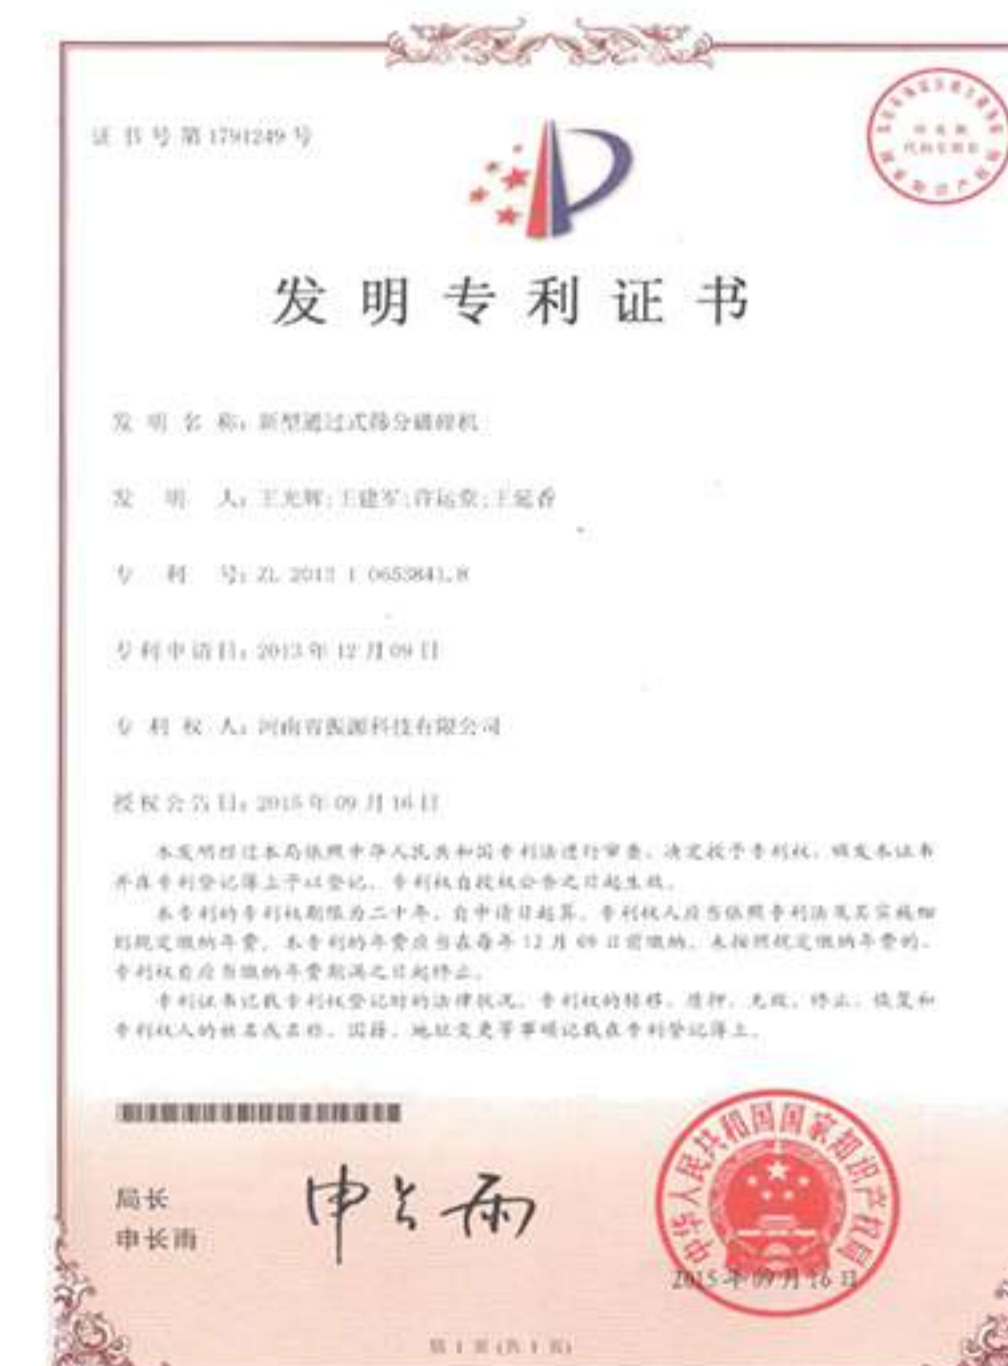 证书号第1791249号
发明专利证书
发明名称：新型通过式筛分破碎机
发明人：王光辉;王建军;许运堂;王延香
专利号：ZL 2013 1 0653841.8
专利申请日：2013年12月09日
专利权人：河南省振源科技有限公司
授权公告日：2015年09月16日
本发明经过本局依照中华人民共和国专利法进行审查，决定授予专利权，颁发本证书
并在专利登记簿上予以登记。专利权自授权公告之日起生效。
本专利的专利权期限为二十年，自申请日起算。专利权人应当依照专利法及其实施细
则规定缴纳年费。本专利的年费应当在每年12月09日前缴纳。未按照规定缴纳年费的，
专利权自应当缴纳年费期满之日起终止。
专利证书记载专利权登记时的法律状况。专利权的转移、质押、无效、终止、恢复和
专利权人的姓名或名称、国籍、地址变更等事项记载在专利登记簿上。
局长
申长雨
申长雨
中华人民共和国国家知识产权局
2015年09月16日
第1页(共1页)